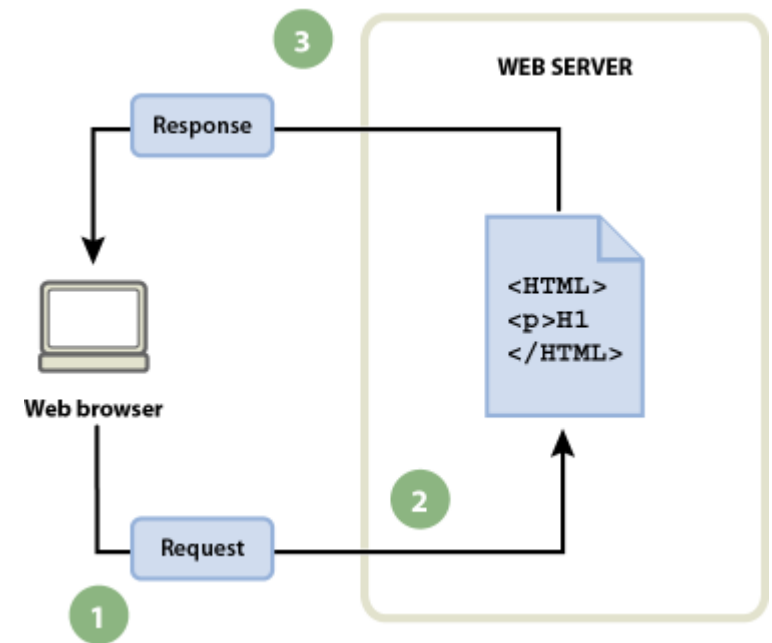 3
WEB SERVER
Response
<HTML>
<p>H1
</HTML>
Web browser
2
Request
1